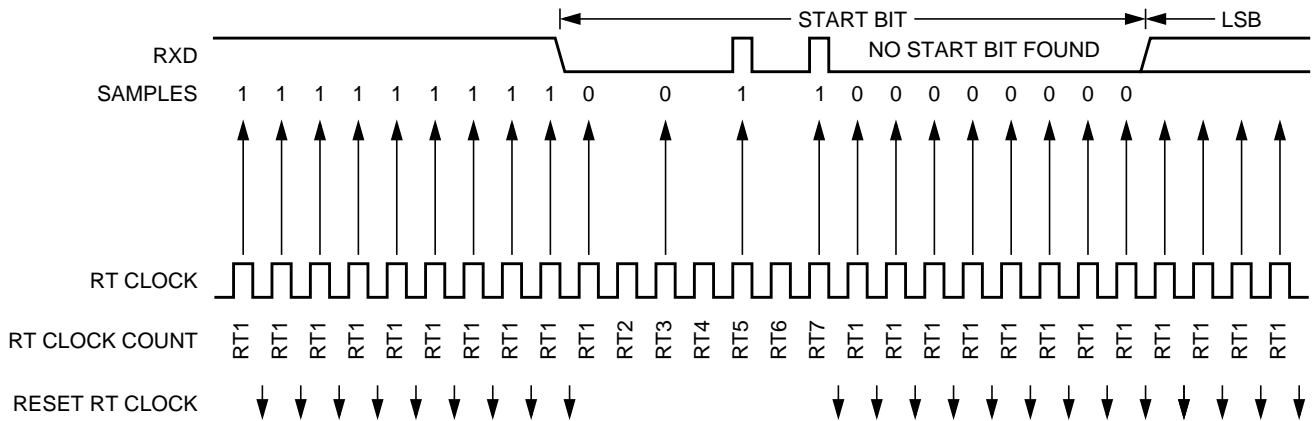 START BIT LSB
RXD NO START BIT FOUND
SAMPLES 1 1 1 1 1 1 1 1 1 0 0 1 1 0 0 0 0 0 0 0 0
RT CLOCK
RT CLOCK COUNT RT1 RT1 RT1 RT1 RT1 RT1 RT1 RT1 RT1 RT1 RT2 RT3 RT4 RT5 RT6 RT7 RT1 RT1 RT1 RT1 RT1 RT1 RT1 RT1 RT1 RT1 RT1 RT1
RESET RT CLOCK